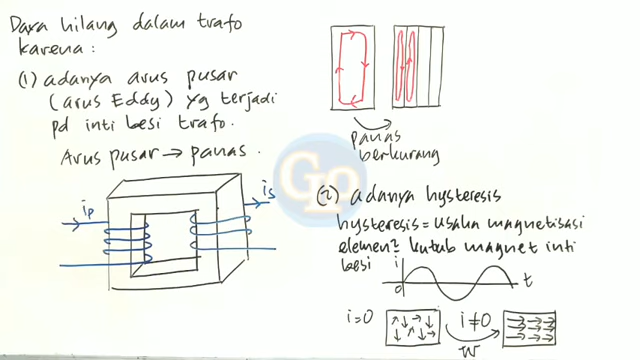 Daya hilang dalam trafo
karena :
(1) adanya arus pusar
(arus Eddy) yg terjadi
pd inti besi trafo.
Arus pusar → panas.
ip
is
panas
berkurang
(2) adanya hysteresis
hysteresis = usaha magnetisasi
elemen² kutub magnet inti
besi
i
0
t
i=0
i≠0
W